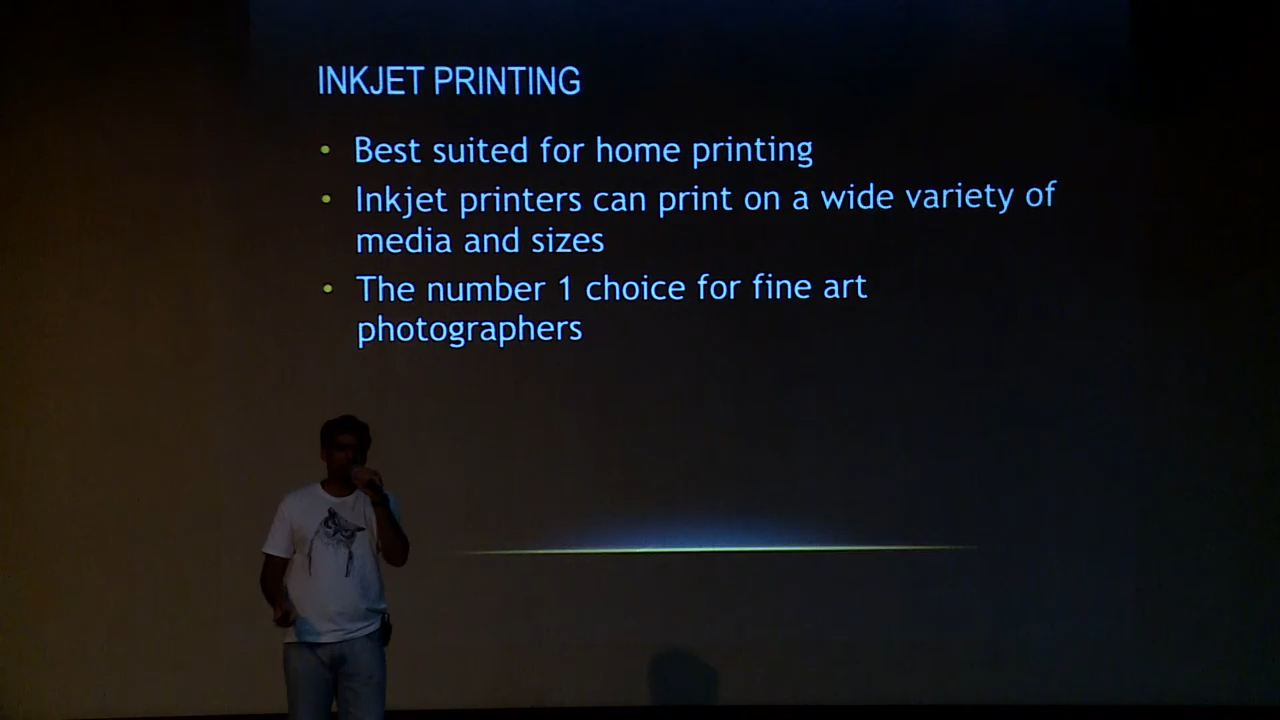 INKJET PRINTING
• Best suited for home printing
• Inkjet printers can print on a wide variety of
media and sizes
• The number 1 choice for fine art
photographers